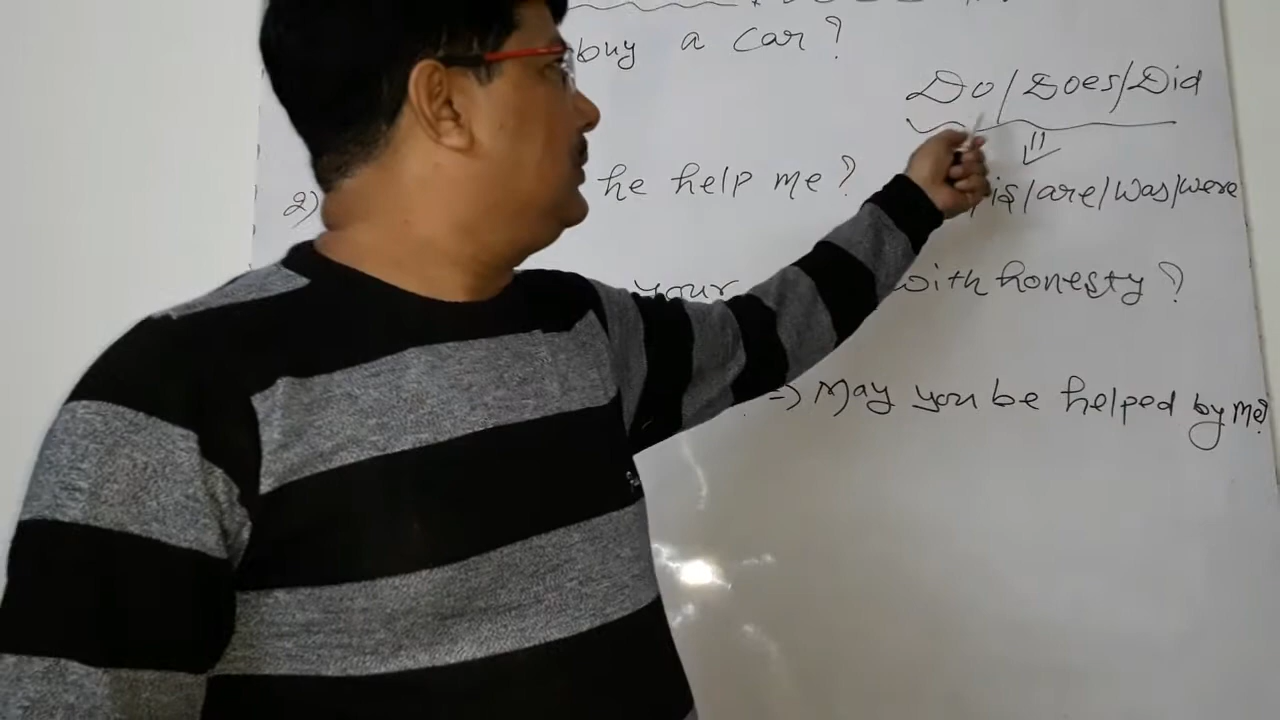 buy a car?
Do/Does/Did
2) he help me?
is/are/was/were
your with honesty?
=> May you be helped by me?